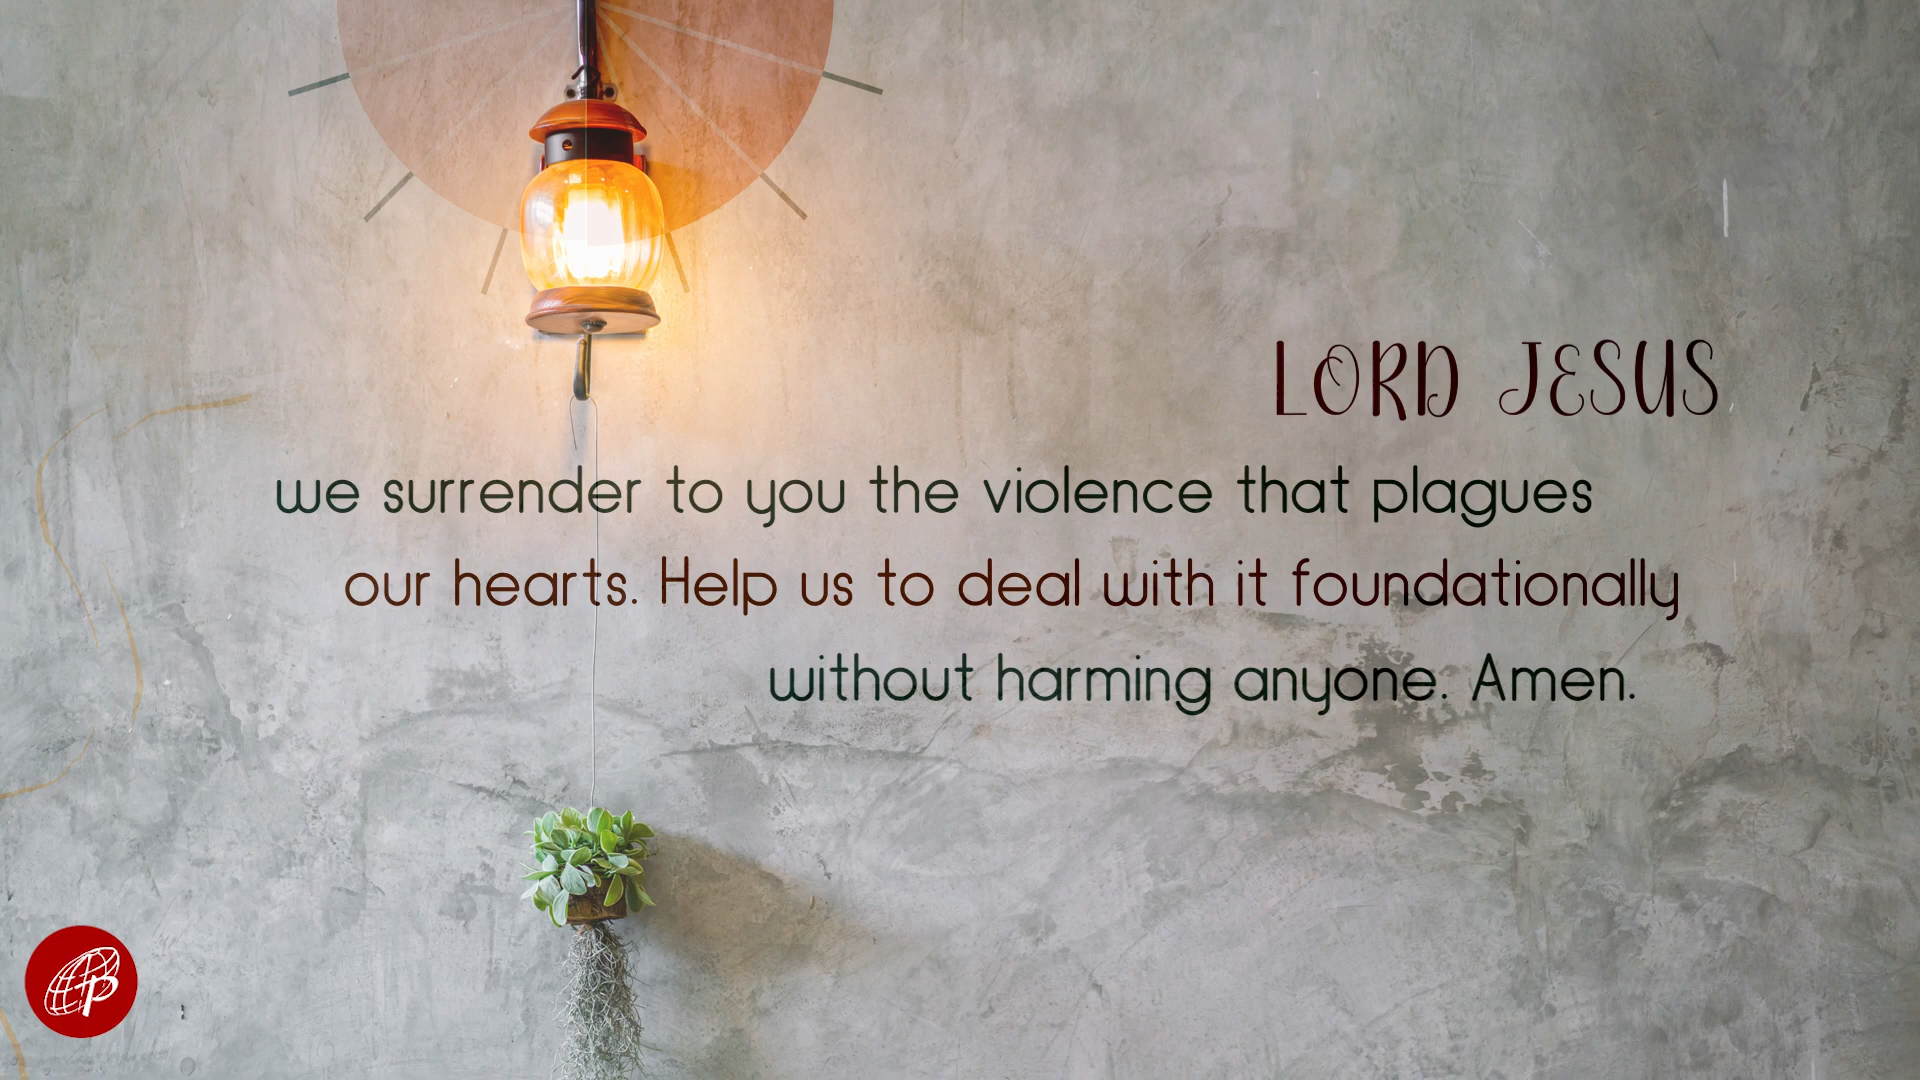 LORD JESUS
we surrender to you the violence that plagues
our hearts. Help us to deal with it foundationally
without harming anyone. Amen.